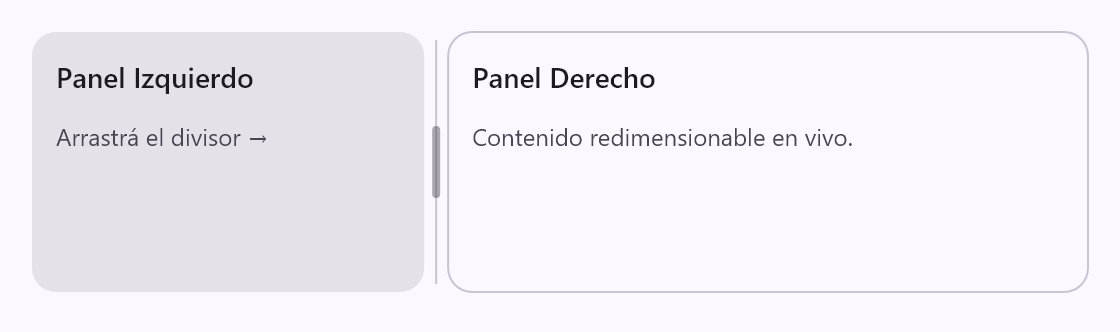 Panel Izquierdo
Arrastrá el divisor →
Panel Derecho
Contenido redimensionable en vivo.